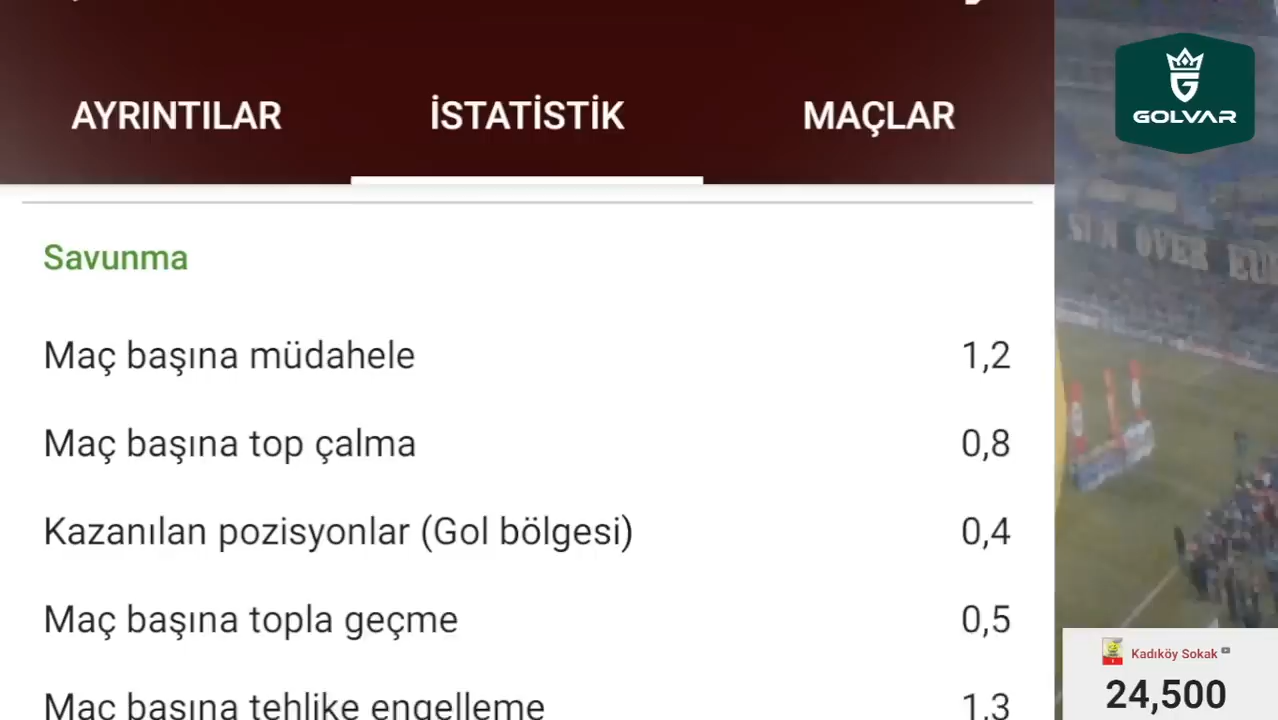 AYRINTILAR
İSTATİSTİK
MAÇLAR
Savunma
Maç başına müdahele 1,2
Maç başına top çalma 0,8
Kazanılan pozisyonlar (Gol bölgesi) 0,4
Maç başına topla geçme 0,5
Maç başına tehlike engelleme 1,3
GOLVAR
OVER
Kadıköy Sokak
24,500